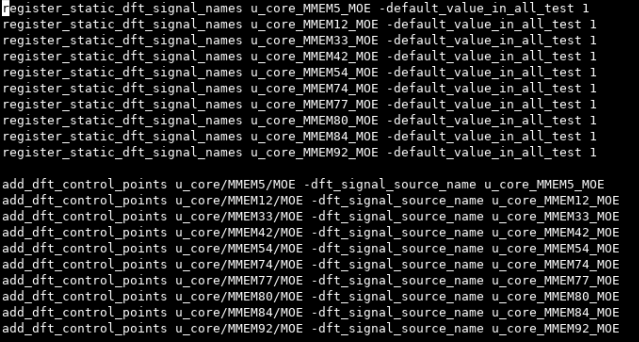 register_static_dft_signal_names u_core_MMEM5_MOE -default_value_in_all_test 1
register_static_dft_signal_names u_core_MMEM12_MOE -default_value_in_all_test 1
register_static_dft_signal_names u_core_MMEM33_MOE -default_value_in_all_test 1
register_static_dft_signal_names u_core_MMEM42_MOE -default_value_in_all_test 1
register_static_dft_signal_names u_core_MMEM54_MOE -default_value_in_all_test 1
register_static_dft_signal_names u_core_MMEM74_MOE -default_value_in_all_test 1
register_static_dft_signal_names u_core_MMEM77_MOE -default_value_in_all_test 1
register_static_dft_signal_names u_core_MMEM80_MOE -default_value_in_all_test 1
register_static_dft_signal_names u_core_MMEM84_MOE -default_value_in_all_test 1
register_static_dft_signal_names u_core_MMEM92_MOE -default_value_in_all_test 1

add_dft_control_points u_core/MMEM5/MOE -dft_signal_source_name u_core_MMEM5_MOE
add_dft_control_points u_core/MMEM12/MOE -dft_signal_source_name u_core_MMEM12_MOE
add_dft_control_points u_core/MMEM33/MOE -dft_signal_source_name u_core_MMEM33_MOE
add_dft_control_points u_core/MMEM42/MOE -dft_signal_source_name u_core_MMEM42_MOE
add_dft_control_points u_core/MMEM54/MOE -dft_signal_source_name u_core_MMEM54_MOE
add_dft_control_points u_core/MMEM74/MOE -dft_signal_source_name u_core_MMEM74_MOE
add_dft_control_points u_core/MMEM77/MOE -dft_signal_source_name u_core_MMEM77_MOE
add_dft_control_points u_core/MMEM80/MOE -dft_signal_source_name u_core_MMEM80_MOE
add_dft_control_points u_core/MMEM84/MOE -dft_signal_source_name u_core_MMEM84_MOE
add_dft_control_points u_core/MMEM92/MOE -dft_signal_source_name u_core_MMEM92_MOE